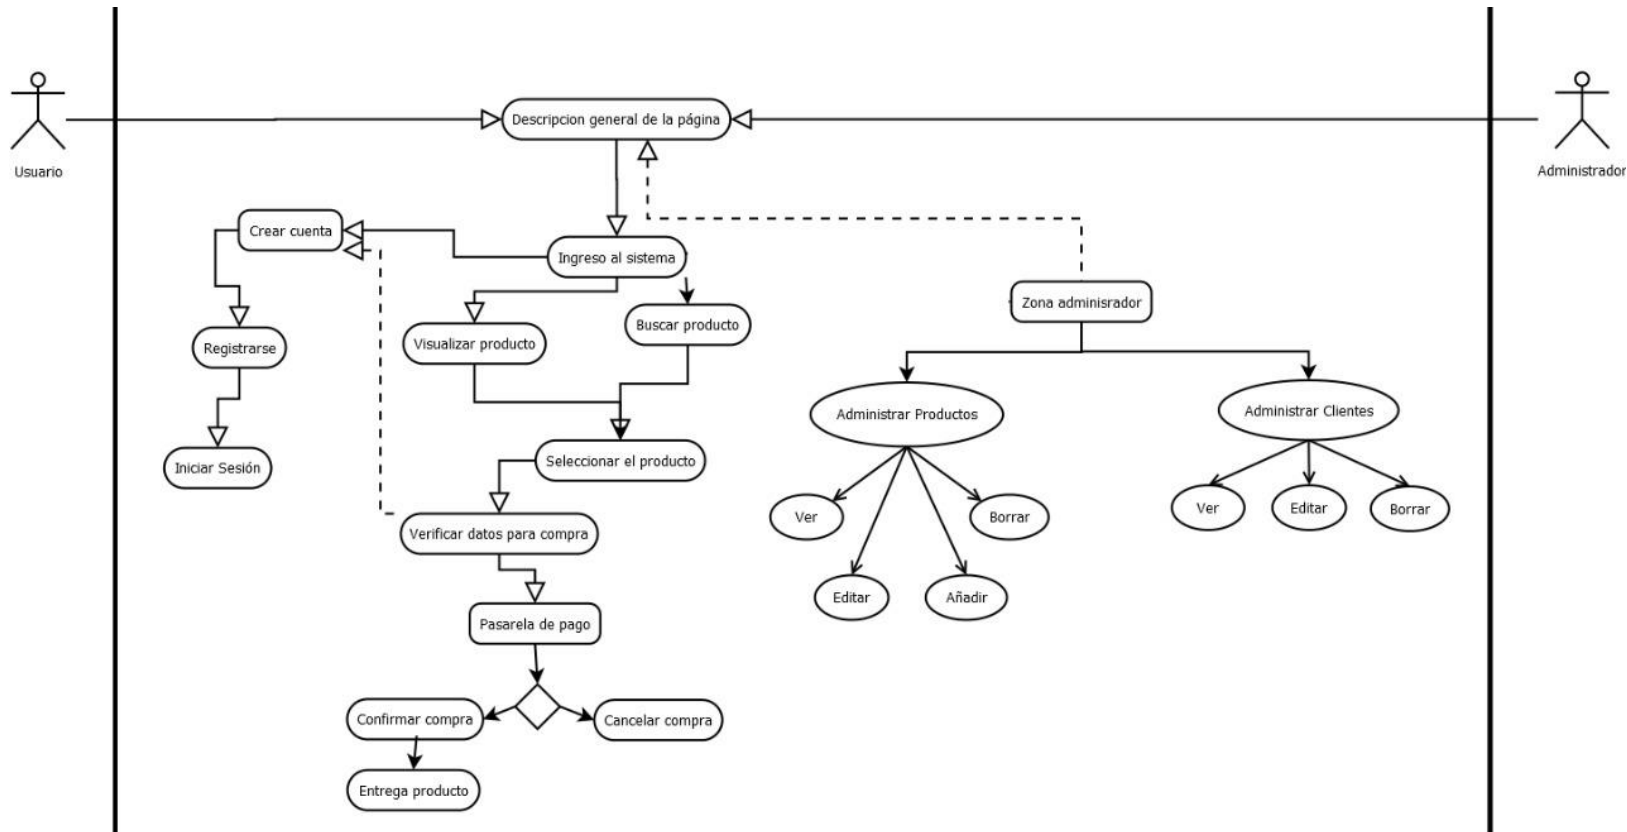 Descripcion general de la página
Usuario
Administrador
Crear cuenta
Ingreso al sistema
Zona adminisrador
Buscar producto
Registrarse
Visualizar producto
Administrar Productos
Administrar Clientes
Iniciar Sesión
Seleccionar el producto
Ver
Borrar
Ver
Editar
Borrar
Verificar datos para compra
Editar
Añadir
Pasarela de pago
Confirmar compra
Cancelar compra
Entrega producto